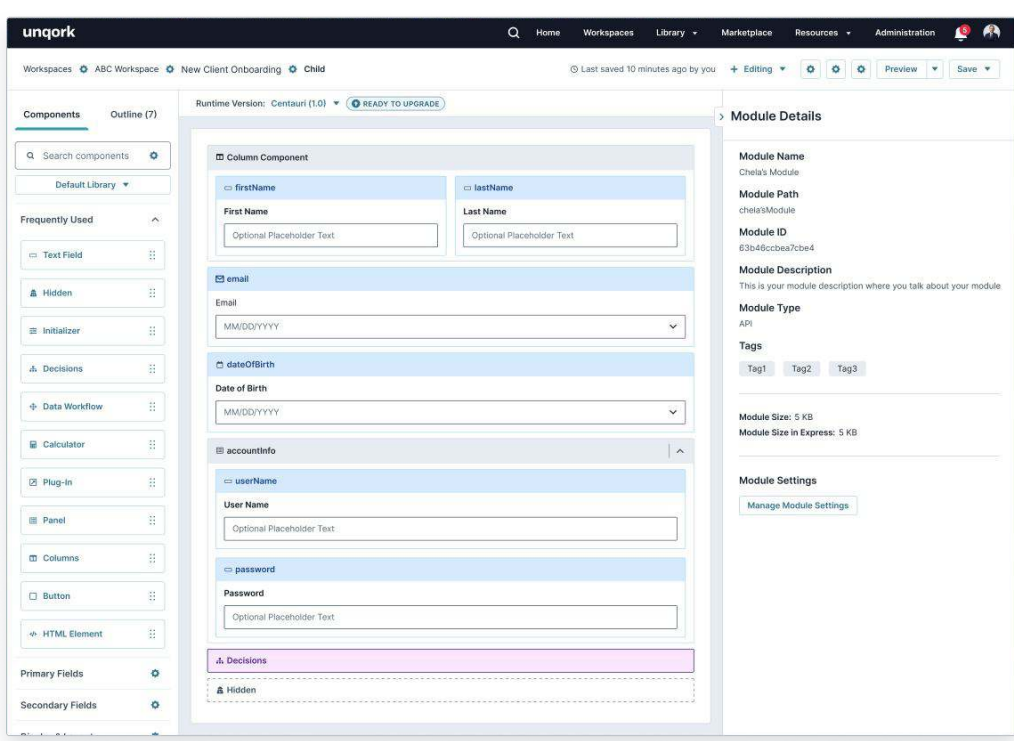 unqork
Home Workspaces Library Marketplace Resources Administration 5
Workspaces ABC Workspace New Client Onboarding Child
Last saved 10 minutes ago by you + Editing Preview Save
Components Outline (7)
Search components
Default Library
Frequently Used
Text Field
Hidden
Initializer
Decisions
Data Workflow
Calculator
Plug-In
Panel
Columns
Button
HTML Element
Primary Fields
Secondary Fields
Runtime Version: Centauri (1.0) READY TO UPGRADE
Column Component
firstName lastName
First Name Last Name
Optional Placeholder Text Optional Placeholder Text
email
Email
MM/DD/YYYY
dateOfBirth
Date of Birth
MM/DD/YYYY
accountInfo
userName
User Name
Optional Placeholder Text
password
Password
Optional Placeholder Text
Decisions
Hidden
Module Details
Module Name
Chela's Module
Module Path
chela'sModule
Module ID
63b46ccbea7cbe4
Module Description
This is your module description where you talk about your module
Module Type
API
Tags
Tag1 Tag2 Tag3
Module Size: 5 KB
Module Size in Express: 5 KB
Module Settings
Manage Module Settings